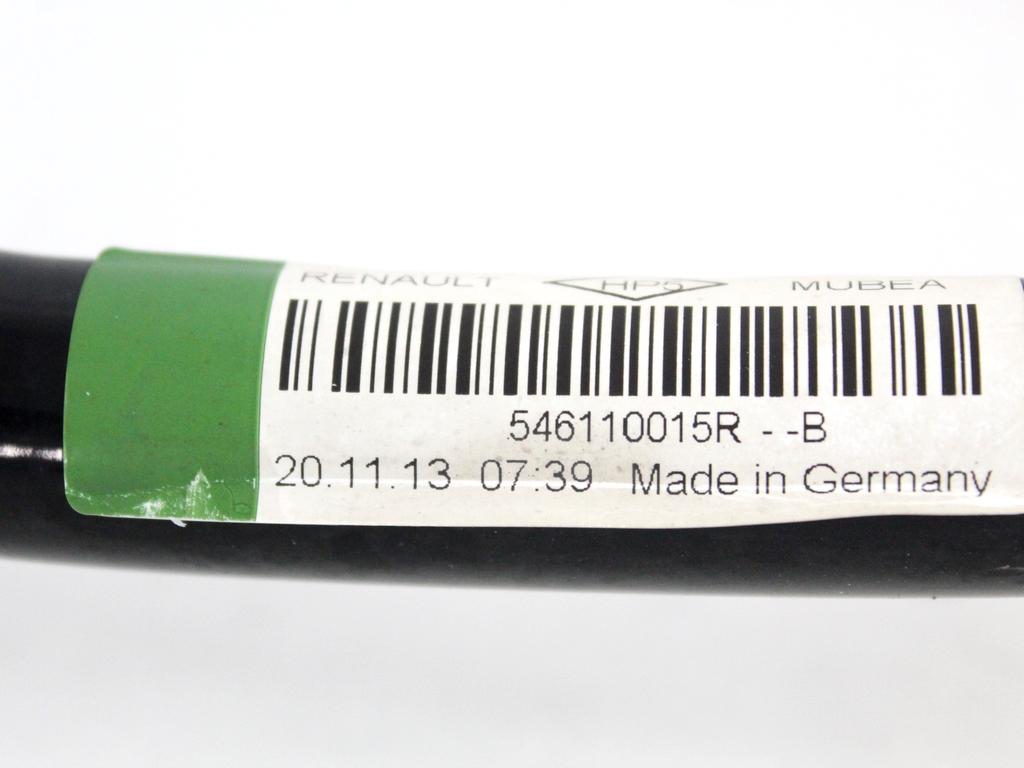 RENAULT HP5 MUBEA
546110015R - -B
20.11.13 07:39 Made in Germany